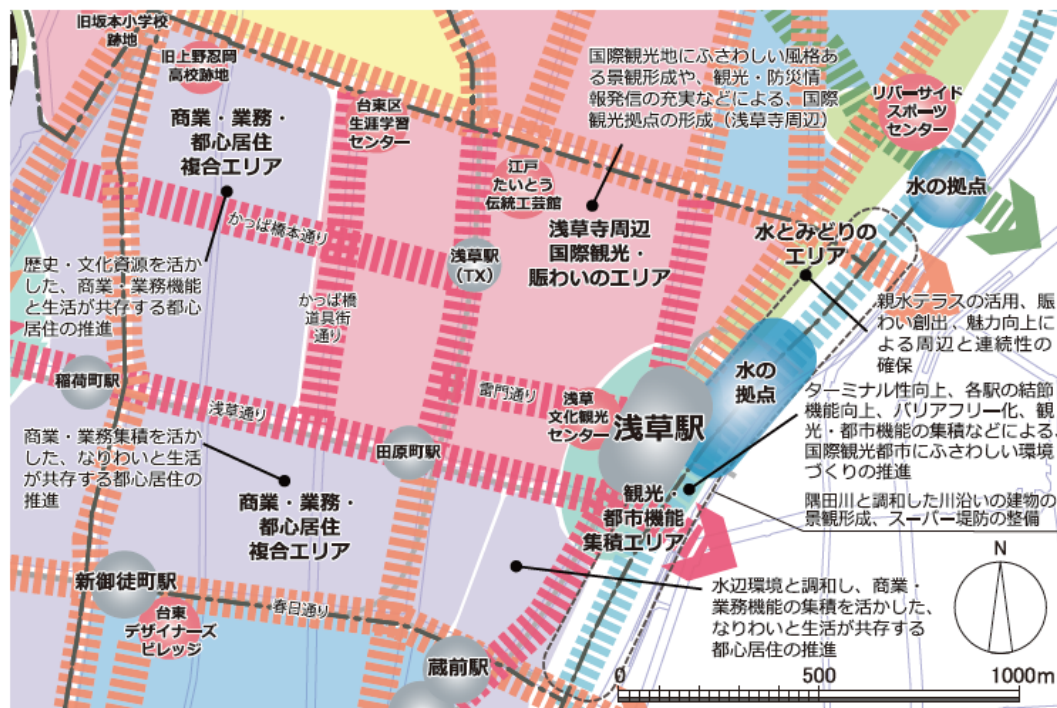 旧坂本小学校
跡地
旧上野忍岡
高校跡地
商業・業務・
都心居住
複合エリア
台東区
生涯学習
センター
国際観光地にふさわしい風格あ
る景観形成や、観光・防災情
報発信の充実などによる、国際
観光拠点の形成（浅草寺周辺）
リバーサイド
スポーツ
センター
江戸
たいとう
伝統工芸館
水の拠点
かっぱ橋本通り
浅草駅
（TX）
浅草寺周辺
国際観光・
賑わいのエリア
水とみどりの
エリア
歴史・文化資源を活か
した、商業・業務機能
と生活が共存する都心
居住の推進
かっぱ橋
道具街
通り
親水テラスの活用、賑
わい創出、魅力向上に
よる周辺と連続性の
確保
稲荷町駅
浅草通り
雷門通り
浅草
文化観光
センター
浅草駅
水の
拠点
ターミナル性向上、各駅の結節
機能向上、バリアフリー化、観
光・都市機能の集積などによる、
国際観光都市にふさわしい環境
づくりの推進
商業・業務集積を活か
した、なりわいと生活
が共存する都心居住の
推進
田原町駅
商業・業務・
都心居住
複合エリア
観光・
都市機能
集積エリア
隅田川と調和した川沿いの建物の
景観形成、スーパー堤防の整備
新御徒町駅
台東
デザイナーズ
ビレッジ
春日通り
蔵前駅
水辺環境と調和し、商業・
業務機能の集積を活かした、
なりわいと生活が共存する
都心居住の推進
N
0 500 1000m